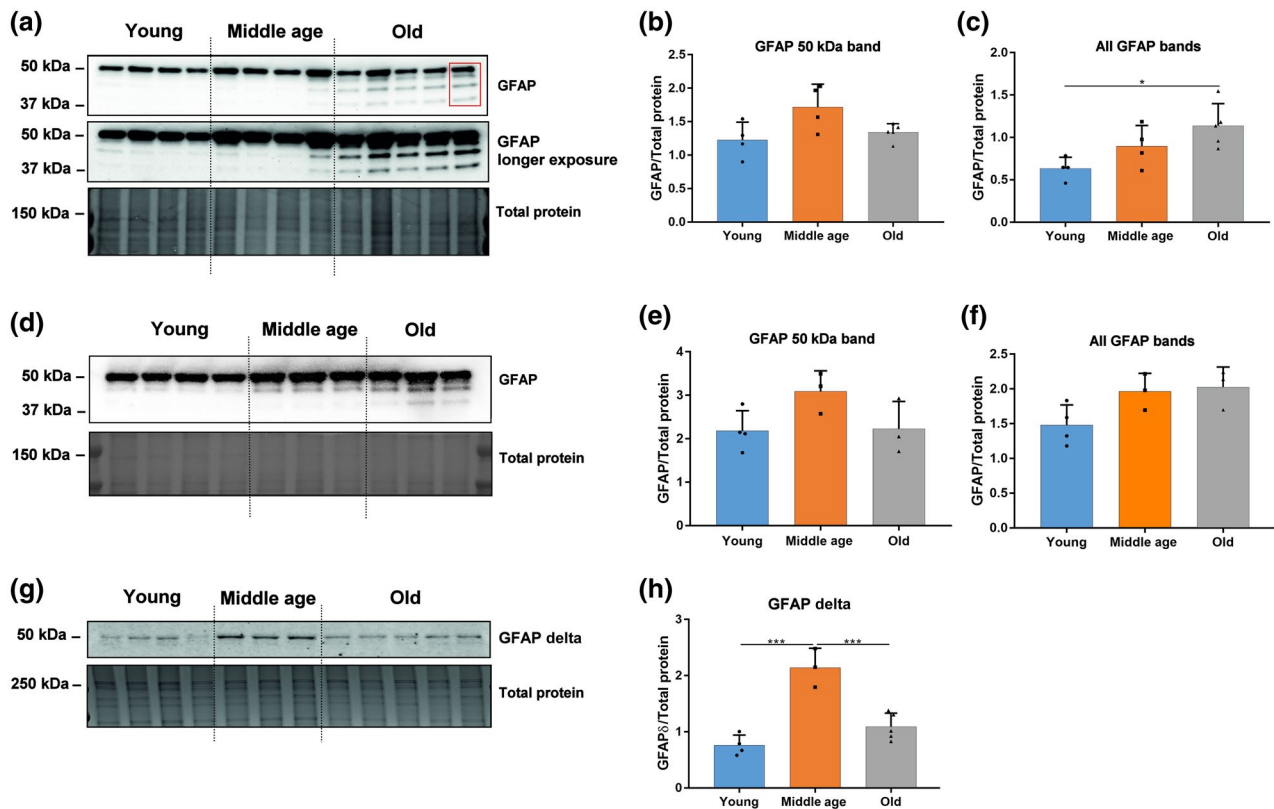 (a)
Young Middle age Old
50 kDa –
37 kDa –
GFAP
50 kDa –
37 kDa –
GFAP
longer exposure
150 kDa –
Total protein
(b)
GFAP 50 kDa band
GFAP/Total protein
2.5
2.0
1.5
1.0
0.5
0.0
Young Middle age Old
(c)
All GFAP bands
GFAP/Total protein
2.0
1.5
1.0
0.5
0.0
*
Young Middle age Old
(d)
Young Middle age Old
50 kDa –
37 kDa –
GFAP
150 kDa –
Total protein
(e)
GFAP 50 kDa band
GFAP/Total protein
4
3
2
1
0
Young Middle age Old
(f)
All GFAP bands
GFAP/Total protein
2.5
2.0
1.5
1.0
0.5
0.0
Young Middle age Old
(g)
Young Middle age Old
50 kDa –
GFAP delta
250 kDa –
Total protein
(h)
GFAP delta
GFAPδ/Total protein
3
2
1
0
*** ***
Young Middle age Old